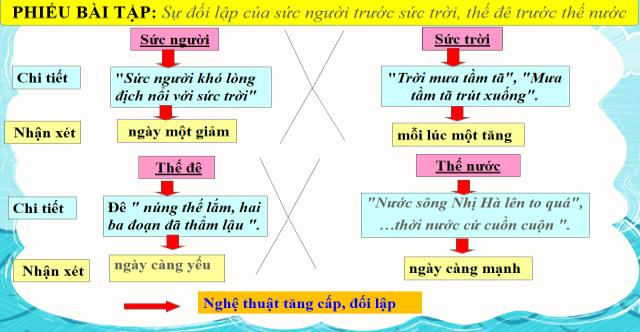 PHIẾU BÀI TẬP: Sự đối lập của sức người trước sức trời, thế đê trước thế nước
Sức người
Sức trời
Chi tiết
"Sức người khó lòng
địch nổi với sức trời"
"Trời mưa tầm tã", "Mưa
tầm tã trút xuống".
Nhận xét
ngày một giảm
mỗi lúc một tăng
Thế đê
Thế nước
Chi tiết
Đê " núng thế lắm, hai
ba đoạn đã thẩm lậu ".
"Nước sông Nhị Hà lên to quá",
…thời nước cứ cuồn cuộn ".
Nhận xét
ngày càng yếu
ngày càng mạnh
Nghệ thuật tăng cấp, đối lập